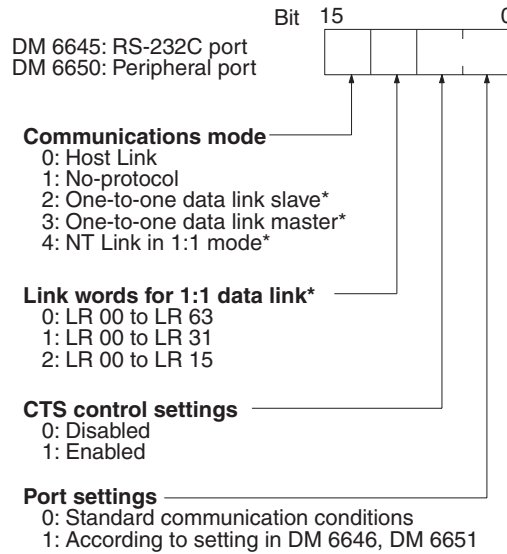 Bit 15 0
DM 6645: RS-232C port
DM 6650: Peripheral port
Communications mode
0: Host Link
1: No-protocol
2: One-to-one data link slave*
3: One-to-one data link master*
4: NT Link in 1:1 mode*
Link words for 1:1 data link*
0: LR 00 to LR 63
1: LR 00 to LR 31
2: LR 00 to LR 15
CTS control settings
0: Disabled
1: Enabled
Port settings
0: Standard communication conditions
1: According to setting in DM 6646, DM 6651